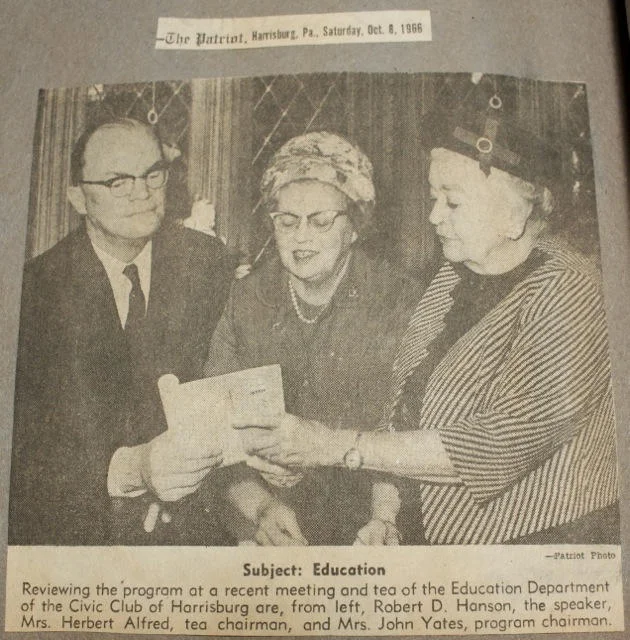 —The Patriot, Harrisburg, Pa., Saturday, Oct. 8, 1966
—Patriot Photo
Subject: Education
Reviewing the program at a recent meeting and tea of the Education Department
of the Civic Club of Harrisburg are, from left, Robert D. Hanson, the speaker,
Mrs. Herbert Alfred, tea chairman, and Mrs. John Yates, program chairman.